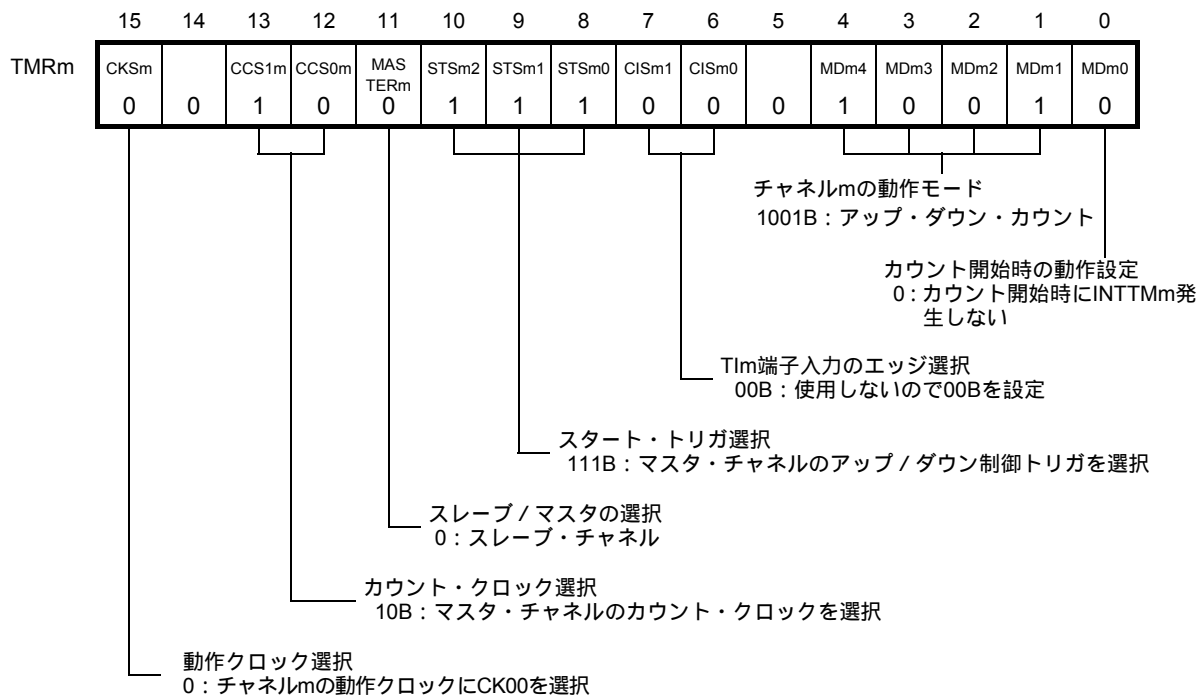 15 14 13 12 11 10 9 8 7 6 5 4 3 2 1 0
TMRm CKSm CCS1m CCS0m MAS TERm STSm2 STSm1 STSm0 CISm1 CISm0 MDm4 MDm3 MDm2 MDm1 MDm0
0 0 1 0 0 1 1 1 0 0 0 1 0 0 1 0
チャネルmの動作モード
1001B：アップ・ダウン・カウント
カウント開始時の動作設定
0：カウント開始時にINTTMm発
生しない
TIm端子入力のエッジ選択
00B：使用しないので00Bを設定
スタート・トリガ選択
111B：マスタ・チャネルのアップ／ダウン制御トリガを選択
スレーブ／マスタの選択
0：スレーブ・チャネル
カウント・クロック選択
10B：マスタ・チャネルのカウント・クロックを選択
動作クロック選択
0：チャネルmの動作クロックにCK00を選択